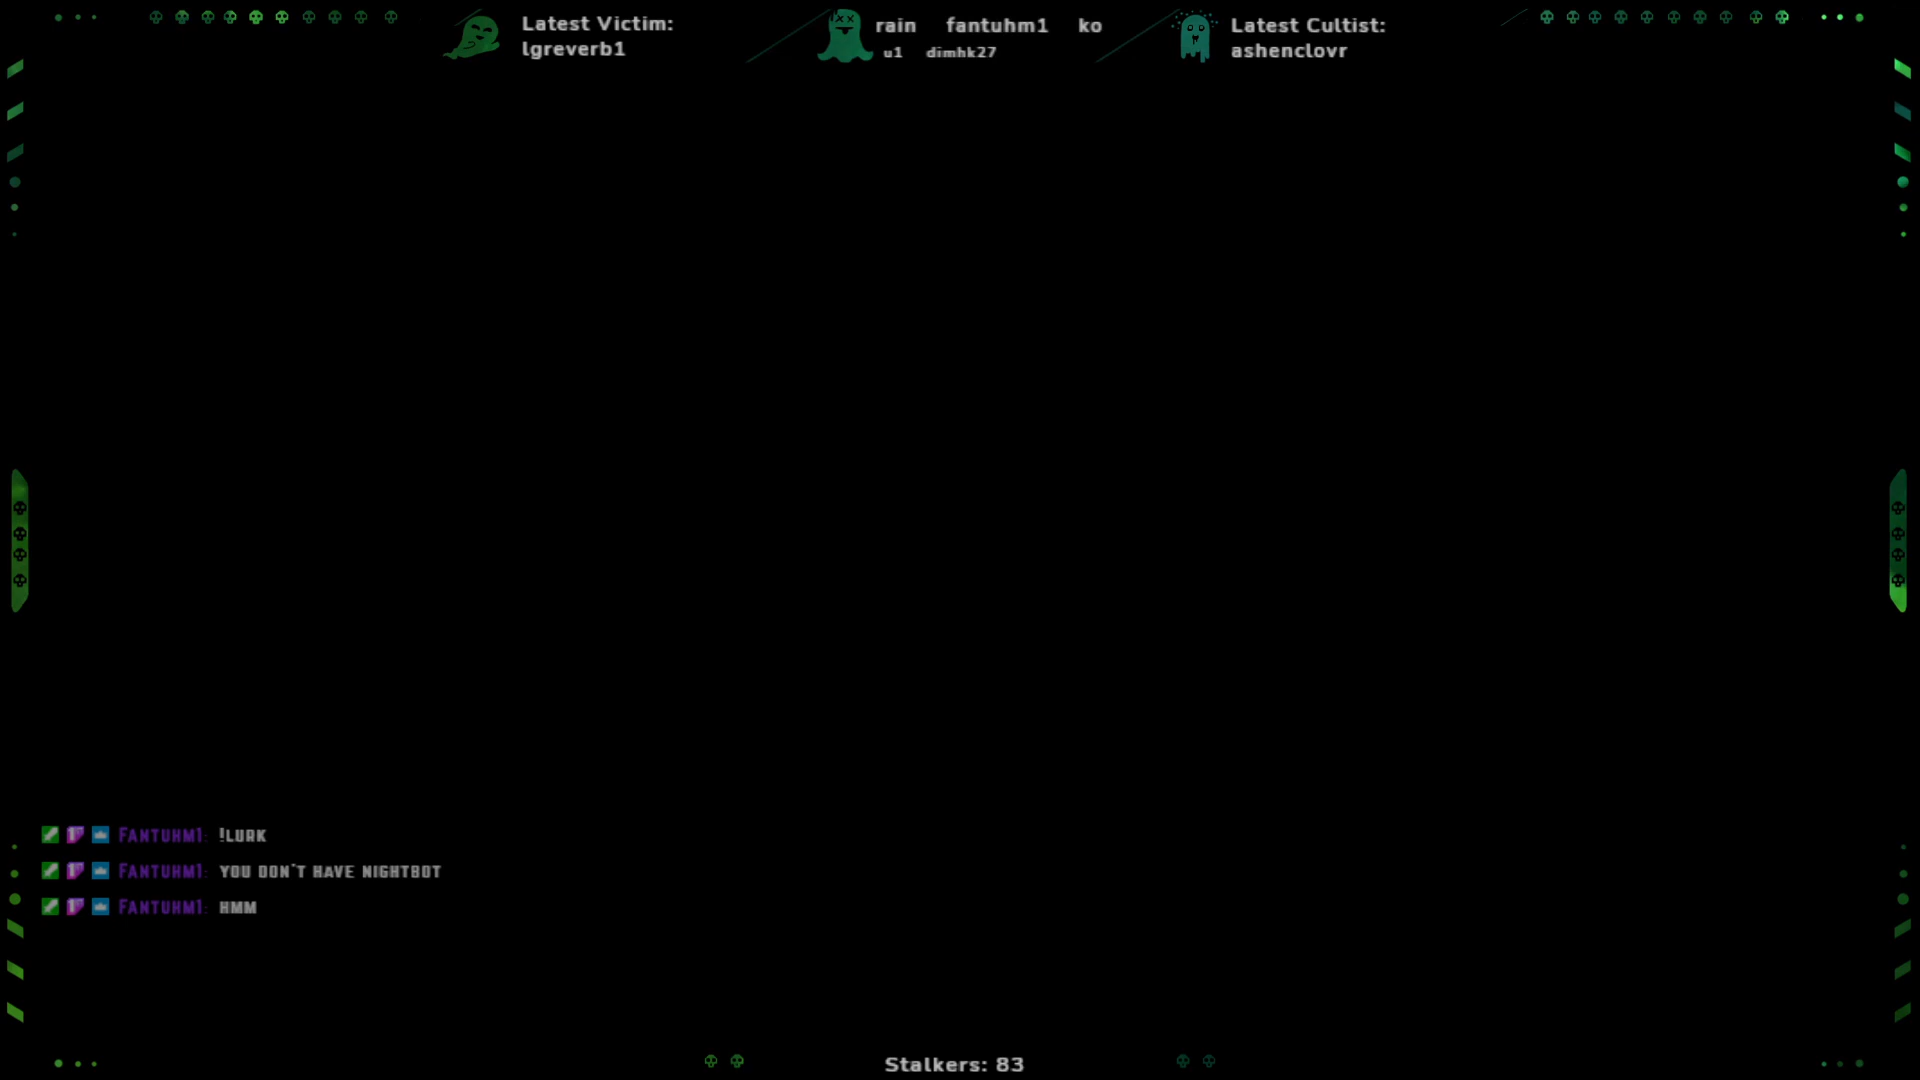 Latest Victim:
lgreverb1
rain fantuhm1 ko
u1 dimhk27
Latest Cultist:
ashenclovr
Fantuhm1: !lurk
Fantuhm1: you don't have nightbot
Fantuhm1: hmm
Stalkers: 83